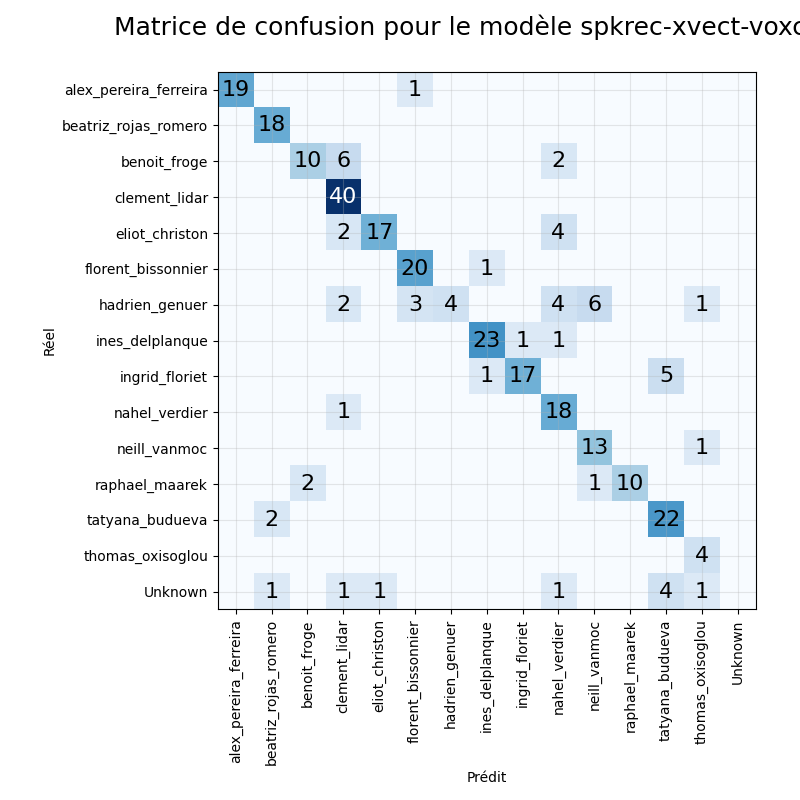 Matrice de confusion pour le modèle spkrec-xvect-voxc
alex_pereira_ferreira 19 1
beatriz_rojas_romero 18
benoit_froge 10 6 2
clement_lidar 40
eliot_christon 2 17 4
florent_bissonnier 20 1
hadrien_genuer 2 3 4 4 6 1
ines_delplanque 23 1 1
ingrid_floriet 1 17 5
nahel_verdier 1 18
neill_vanmoc 13 1
raphael_maarek 2 1 10
tatyana_budueva 2 22
thomas_oxisoglou 4
Unknown 1 1 1 1 4 1
Réel
alex_pereira_ferreira
beatriz_rojas_romero
benoit_froge
clement_lidar
eliot_christon
florent_bissonnier
hadrien_genuer
ines_delplanque
ingrid_floriet
nahel_verdier
neill_vanmoc
raphael_maarek
tatyana_budueva
thomas_oxisoglou
Unknown
Prédit